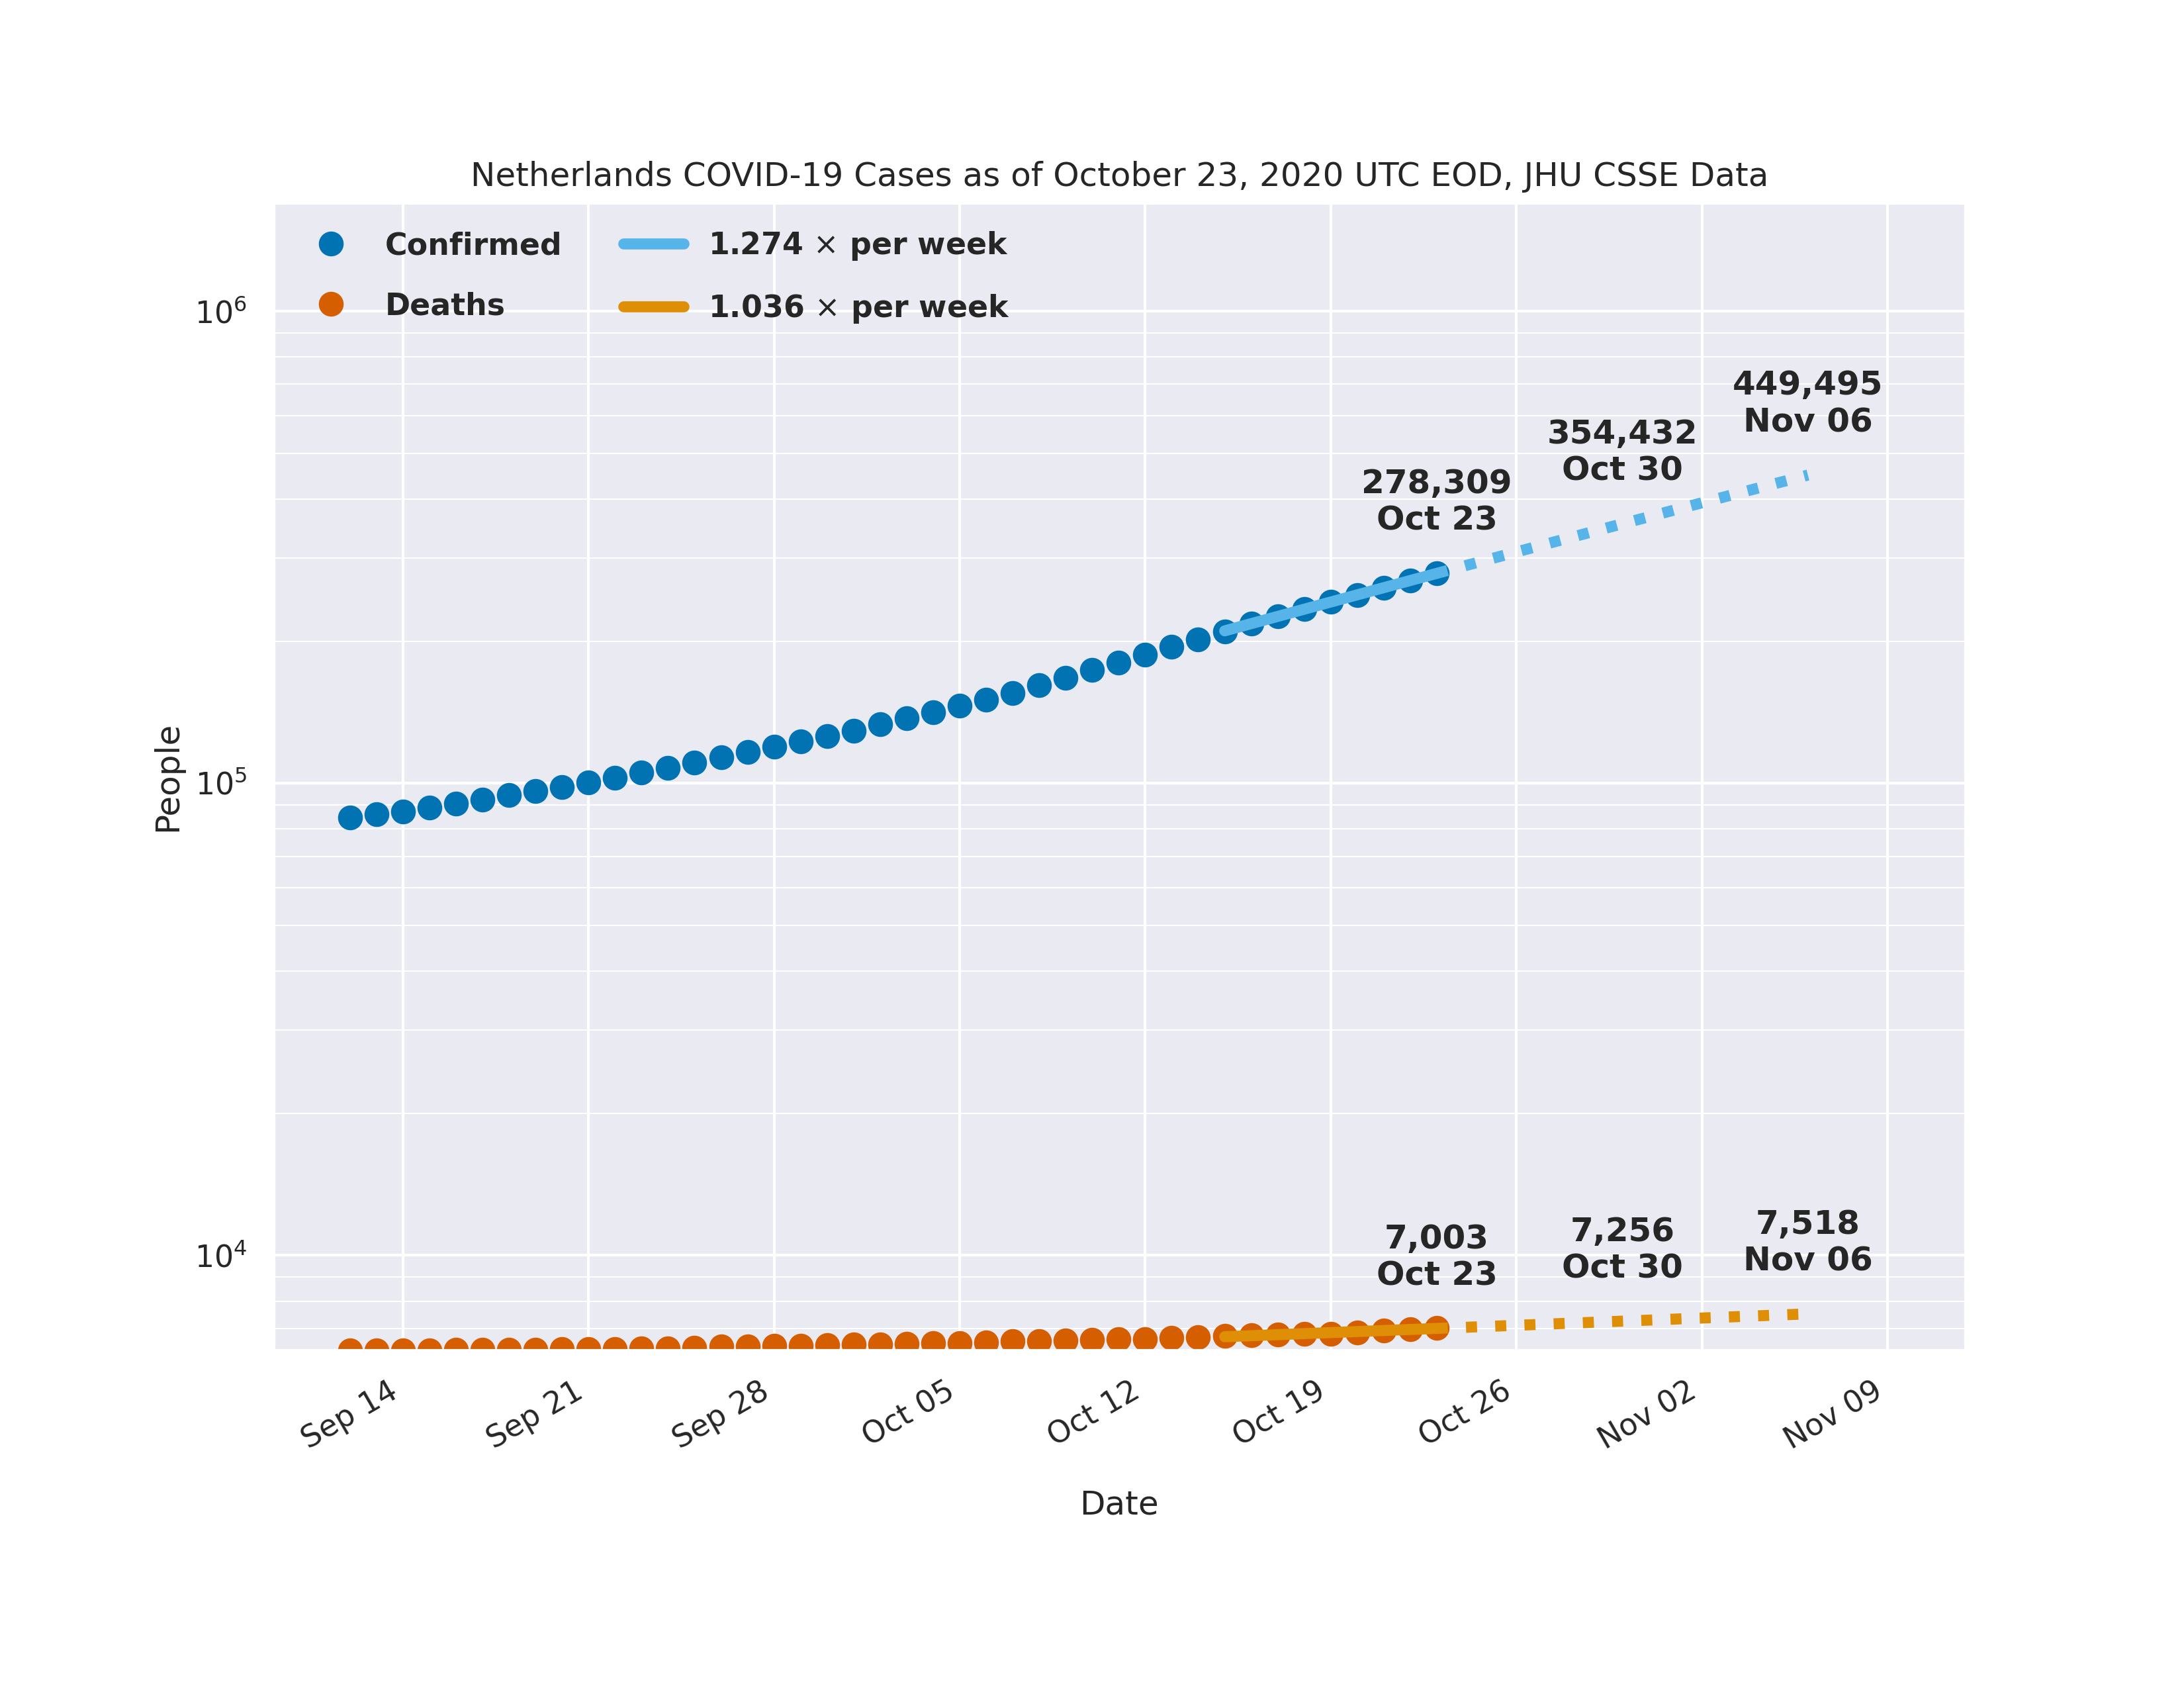 Netherlands COVID-19 Cases as of October 23, 2020 UTC EOD, JHU CSSE Data
Confirmed
Deaths
1.274 × per week
1.036 × per week
10⁶
10⁵
10⁴
People
449,495
Nov 06
354,432
Oct 30
278,309
Oct 23
7,003
Oct 23
7,256
Oct 30
7,518
Nov 06
Sep 14
Sep 21
Sep 28
Oct 05
Oct 12
Oct 19
Oct 26
Nov 02
Nov 09
Date